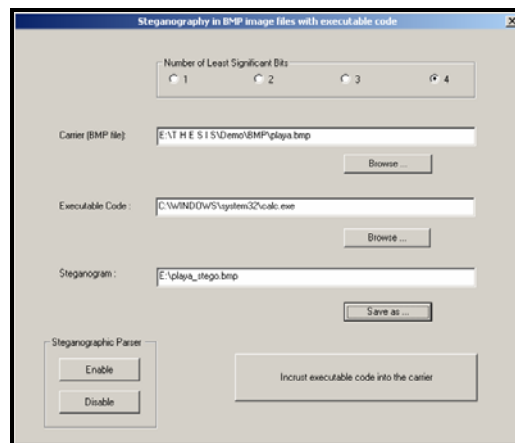 Steganography in BMP image files with executable code
Number of Least Significant Bits
1 2 3 4
Carrier (BMP file):
E:\T H E S I S\Demo\BMP\playa.bmp
Browse ...
Executable Code :
C:\WINDOWS\system32\calc.exe
Browse ...
Steganogram :
E:\playa_stego.bmp
Save as ...
Steganographic Parser
Enable
Disable
Incrust executable code into the carrier